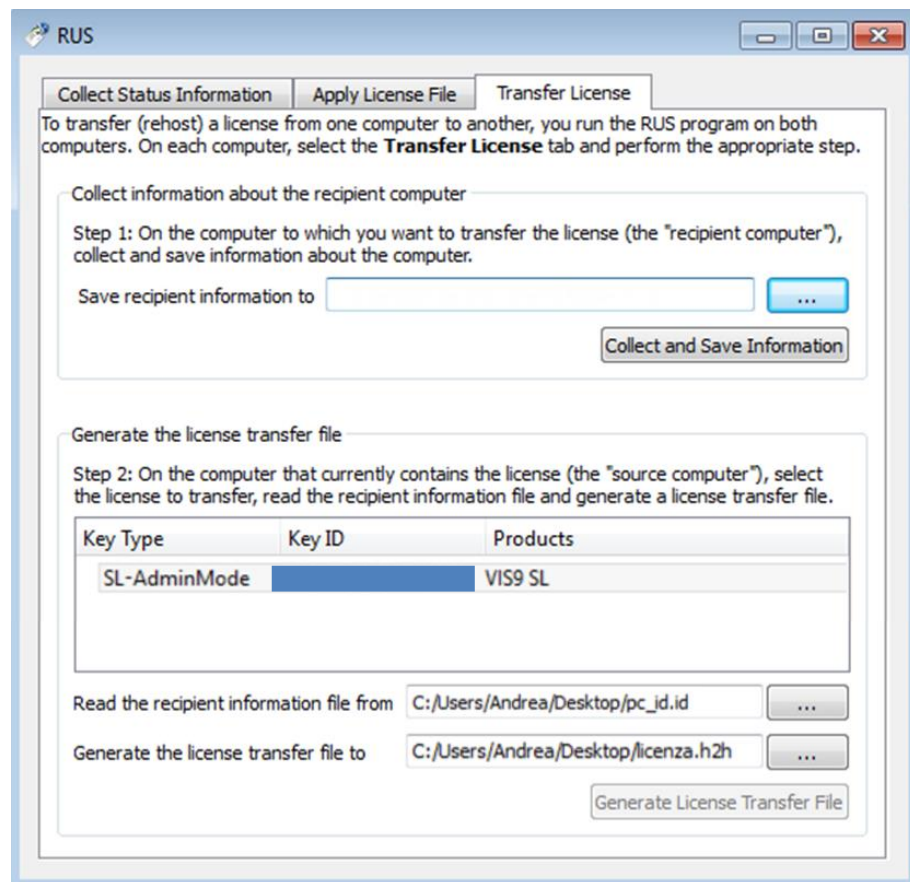 RUS
Collect Status Information
Apply License File
Transfer License
To transfer (rehost) a license from one computer to another, you run the RUS program on both
computers. On each computer, select the Transfer License tab and perform the appropriate step.
Collect information about the recipient computer
Step 1: On the computer to which you want to transfer the license (the "recipient computer"),
collect and save information about the computer.
Save recipient information to
...
Collect and Save Information
Generate the license transfer file
Step 2: On the computer that currently contains the license (the "source computer"), select
the license to transfer, read the recipient information file and generate a license transfer file.
Key Type Key ID Products
SL-AdminMode VIS9 SL
Read the recipient information file from C:/Users/Andrea/Desktop/pc_id.id ...
Generate the license transfer file to C:/Users/Andrea/Desktop/licenza.h2h ...
Generate License Transfer File